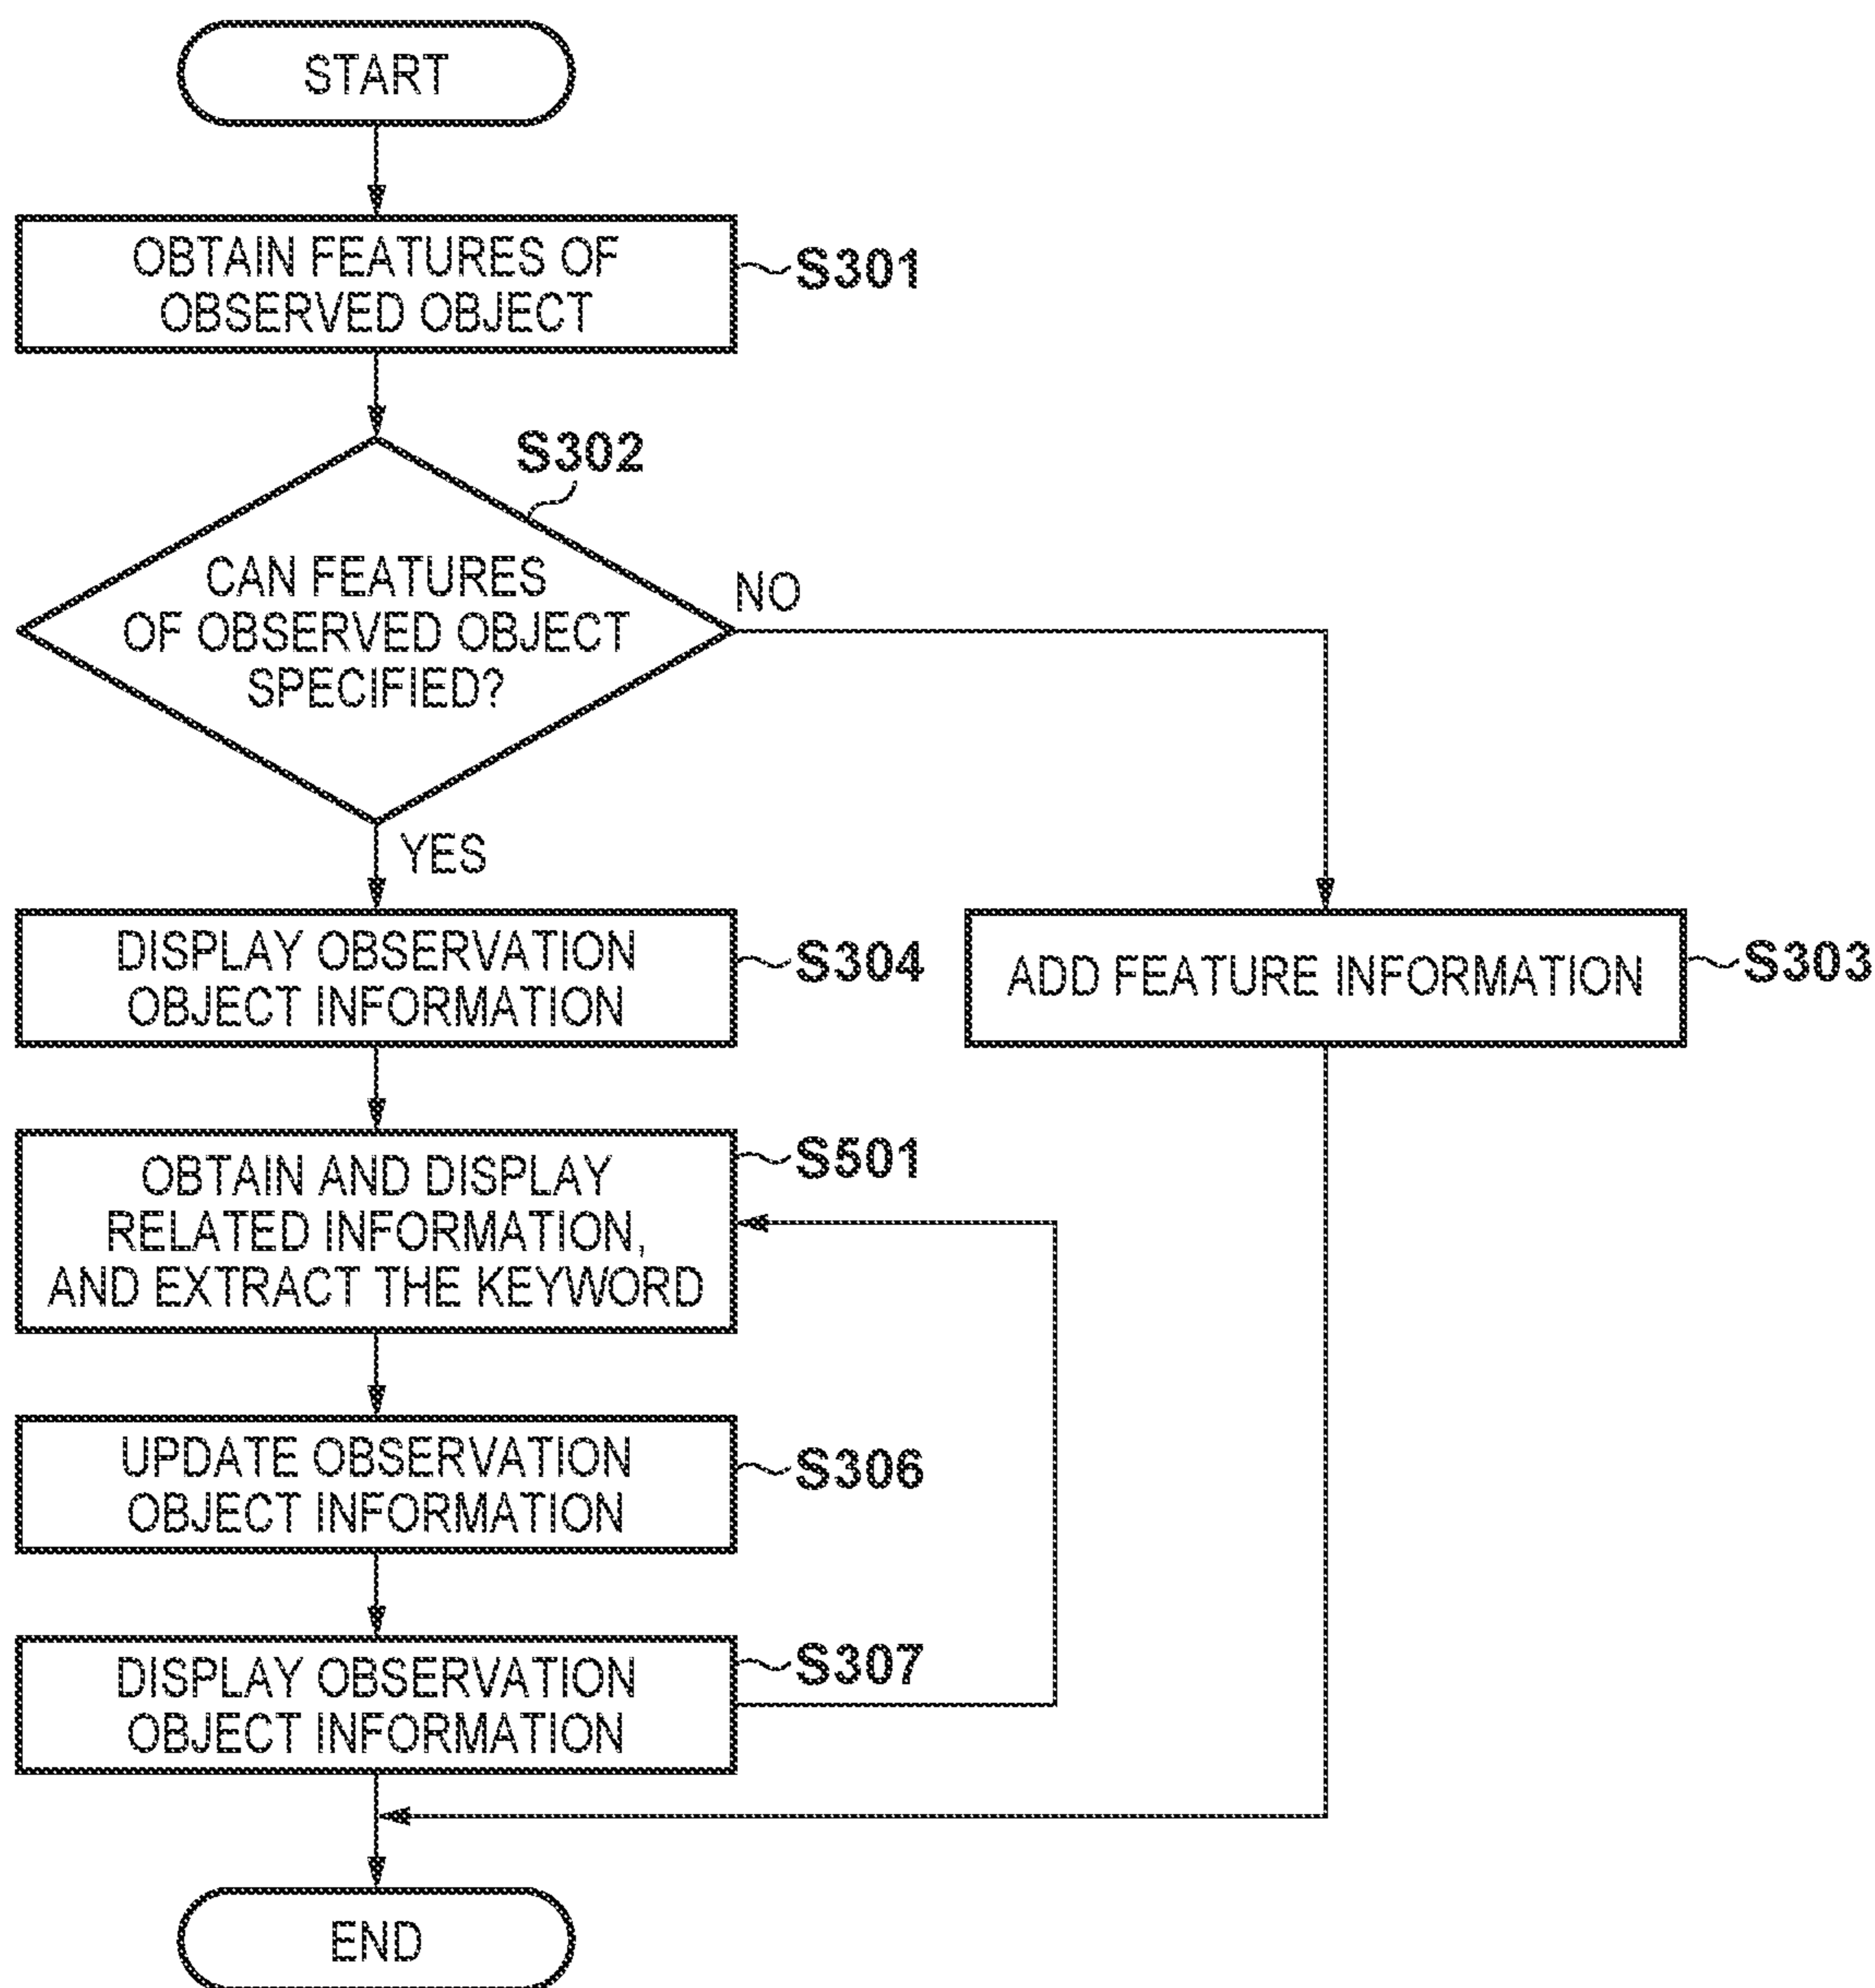 START
OBTAIN FEATURES OF
OBSERVED OBJECT
S301
S302
CAN FEATURES
OF OBSERVED OBJECT
SPECIFIED?
NO
YES
DISPLAY OBSERVATION
OBJECT INFORMATION
S304
ADD FEATURE INFORMATION
S303
OBTAIN AND DISPLAY
RELATED INFORMATION,
AND EXTRACT THE KEYWORD
S501
UPDATE OBSERVATION
OBJECT INFORMATION
S306
DISPLAY OBSERVATION
OBJECT INFORMATION
S307
END